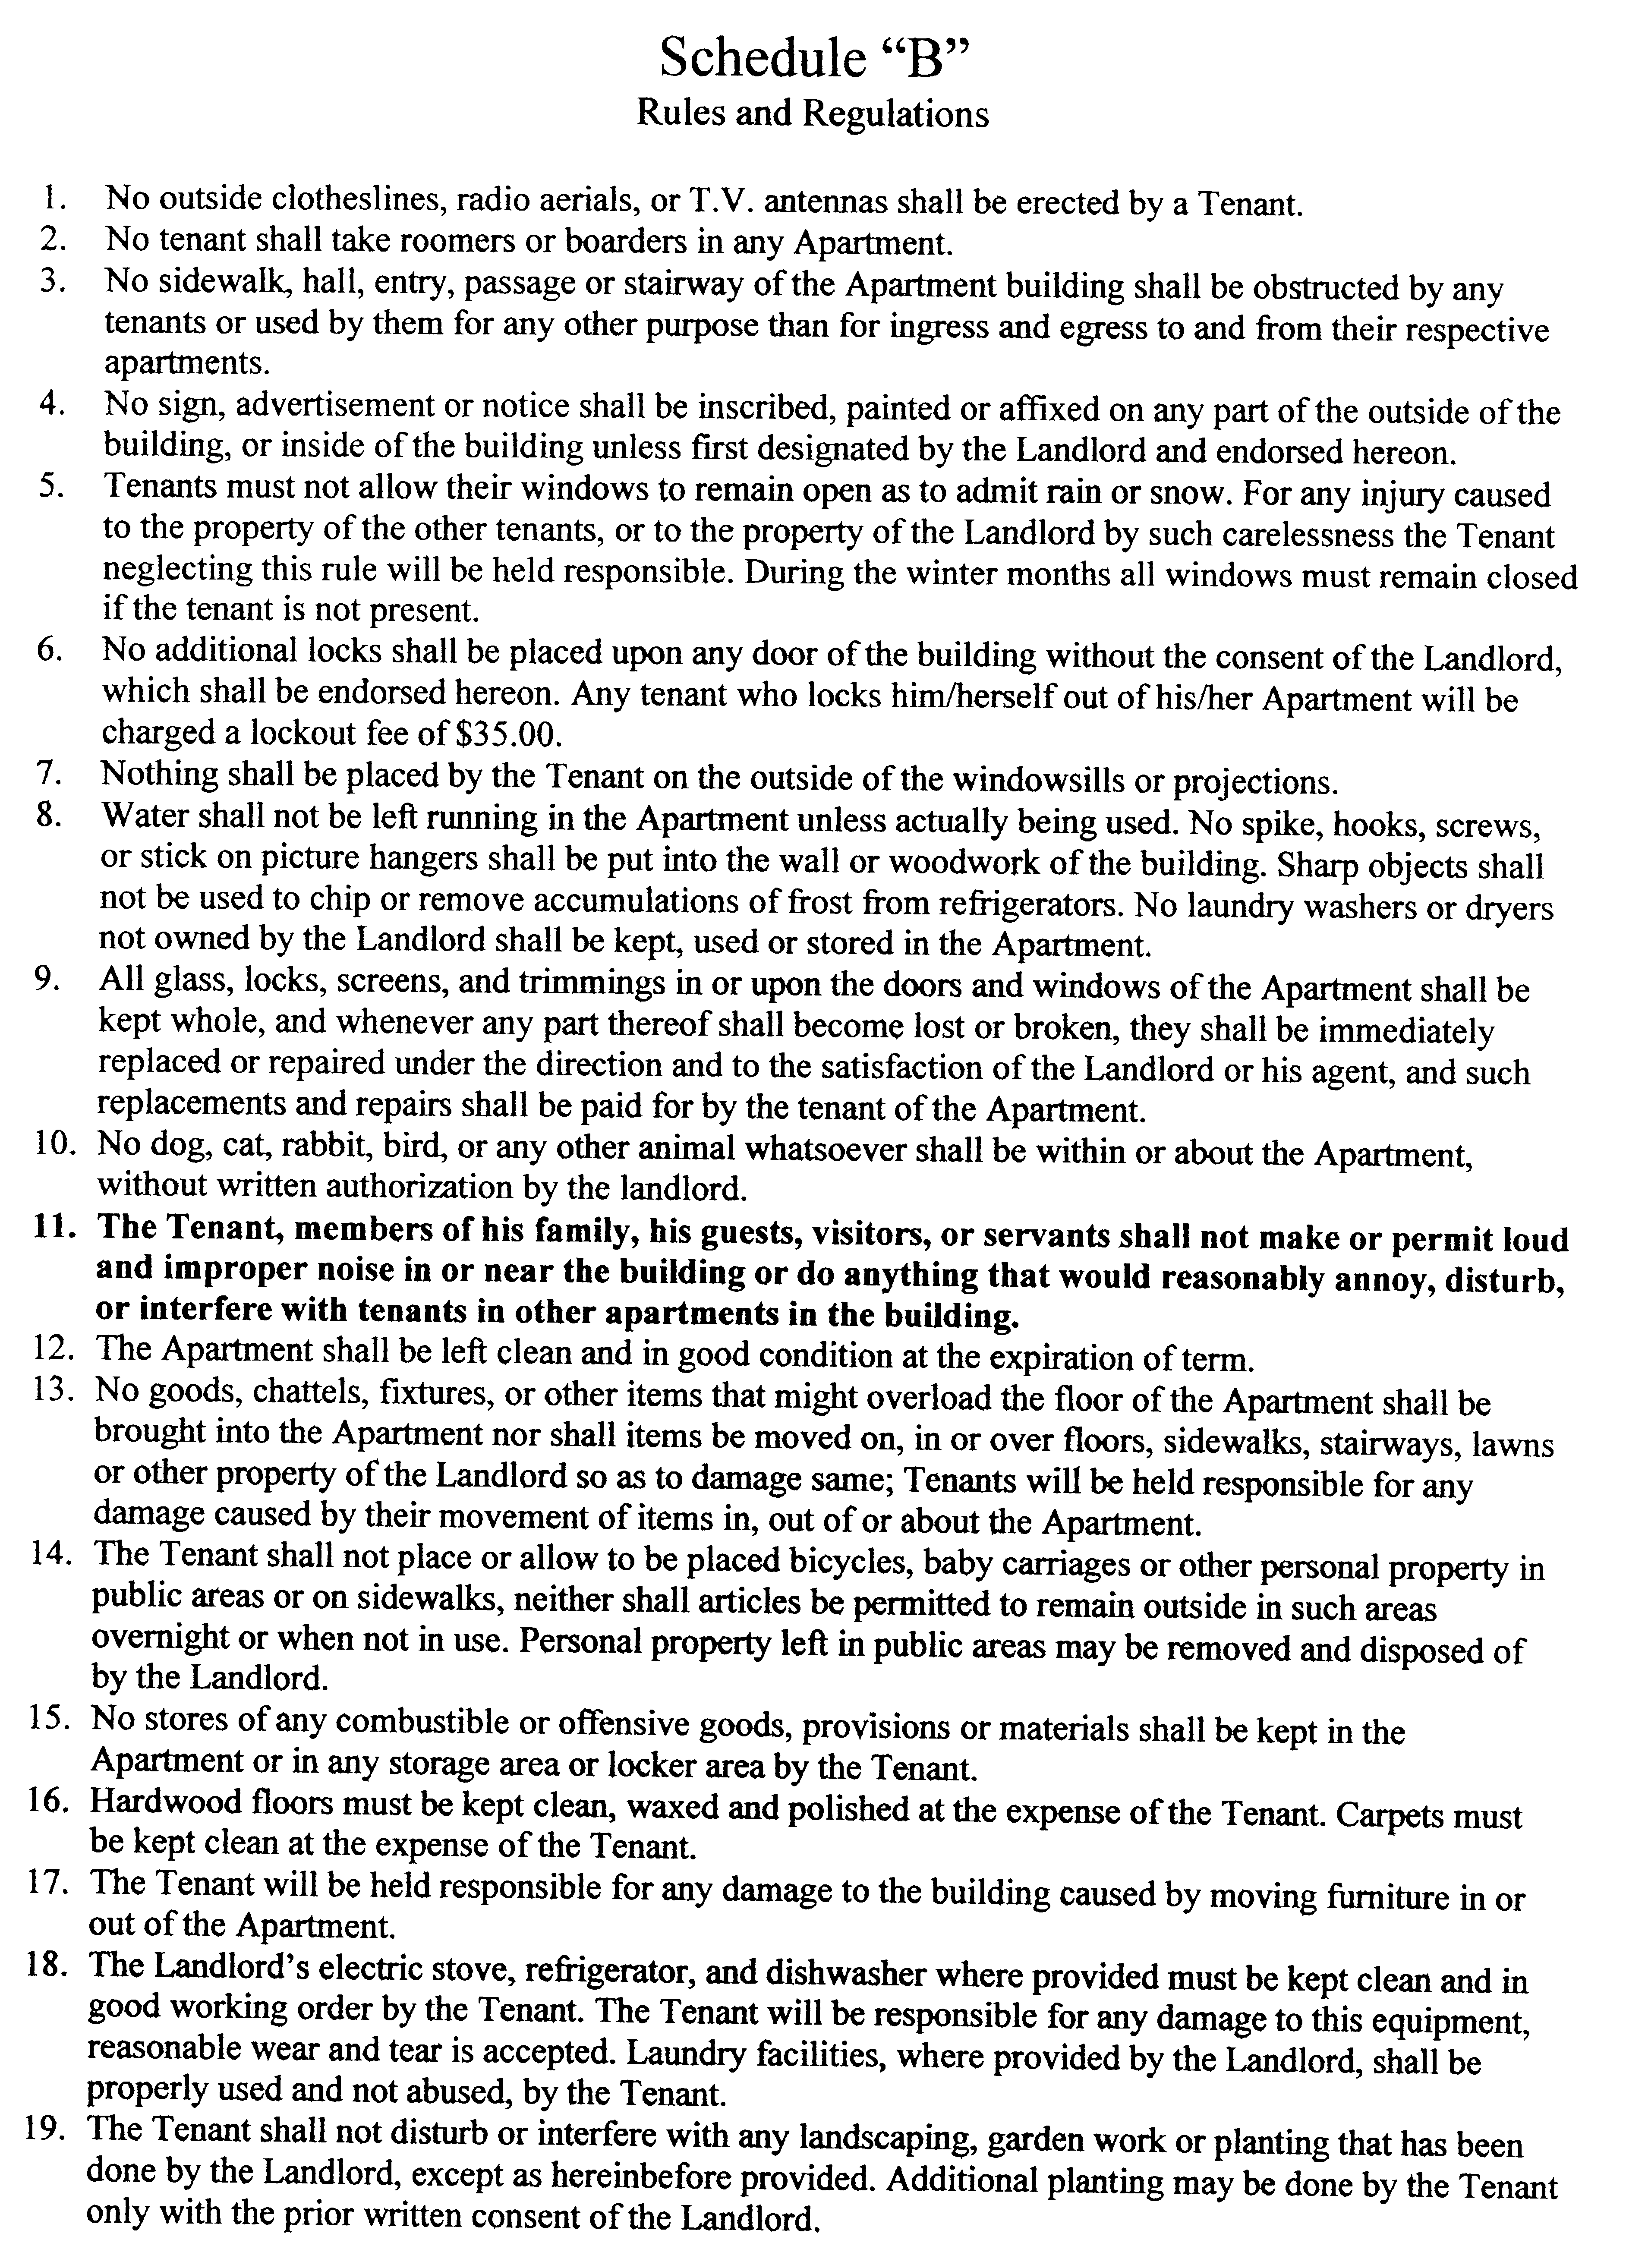 Schedule “B”
Rules and Regulations
1. No outside clotheslines, radio aerials, or T.V. antennas shall be erected by a Tenant.
2. No tenant shall take roomers or boarders in any Apartment.
3. No sidewalk, hall, entry, passage or stairway of the Apartment building shall be obstructed by any
tenants or used by them for any other purpose than for ingress and egress to and from their respective
apartments.
4. No sign, advertisement or notice shall be inscribed, painted or affixed on any part of the outside of the
building, or inside of the building unless first designated by the Landlord and endorsed hereon.
5. Tenants must not allow their windows to remain open as to admit rain or snow. For any injury caused
to the property of the other tenants, or to the property of the Landlord by such carelessness the Tenant
neglecting this rule will be held responsible. During the winter months all windows must remain closed
if the tenant is not present.
6. No additional locks shall be placed upon any door of the building without the consent of the Landlord,
which shall be endorsed hereon. Any tenant who locks him/herself out of his/her Apartment will be
charged a lockout fee of $35.00.
7. Nothing shall be placed by the Tenant on the outside of the windowsills or projections.
8. Water shall not be left running in the Apartment unless actually being used. No spike, hooks, screws,
or stick on picture hangers shall be put into the wall or woodwork of the building. Sharp objects shall
not be used to chip or remove accumulations of frost from refrigerators. No laundry washers or dryers
not owned by the Landlord shall be kept, used or stored in the Apartment.
9. All glass, locks, screens, and trimmings in or upon the doors and windows of the Apartment shall be
kept whole, and whenever any part thereof shall become lost or broken, they shall be immediately
replaced or repaired under the direction and to the satisfaction of the Landlord or his agent, and such
replacements and repairs shall be paid for by the tenant of the Apartment.
10. No dog, cat, rabbit, bird, or any other animal whatsoever shall be within or about the Apartment,
without written authorization by the landlord.
11. The Tenant, members of his family, his guests, visitors, or servants shall not make or permit loud
and improper noise in or near the building or do anything that would reasonably annoy, disturb,
or interfere with tenants in other apartments in the building.
12. The Apartment shall be left clean and in good condition at the expiration of term.
13. No goods, chattels, fixtures, or other items that might overload the floor of the Apartment shall be
brought into the Apartment nor shall items be moved on, in or over floors, sidewalks, stairways, lawns
or other property of the Landlord so as to damage same; Tenants will be held responsible for any
damage caused by their movement of items in, out of or about the Apartment.
14. The Tenant shall not place or allow to be placed bicycles, baby carriages or other personal property in
public areas or on sidewalks, neither shall articles be permitted to remain outside in such areas
overnight or when not in use. Personal property left in public areas may be removed and disposed of
by the Landlord.
15. No stores of any combustible or offensive goods, provisions or materials shall be kept in the
Apartment or in any storage area or locker area by the Tenant.
16. Hardwood floors must be kept clean, waxed and polished at the expense of the Tenant. Carpets must
be kept clean at the expense of the Tenant.
17. The Tenant will be held responsible for any damage to the building caused by moving furniture in or
out of the Apartment.
18. The Landlord’s electric stove, refrigerator, and dishwasher where provided must be kept clean and in
good working order by the Tenant. The Tenant will be responsible for any damage to this equipment,
reasonable wear and tear is accepted. Laundry facilities, where provided by the Landlord, shall be
properly used and not abused, by the Tenant.
19. The Tenant shall not disturb or interfere with any landscaping, garden work or planting that has been
done by the Landlord, except as hereinbefore provided. Additional planting may be done by the Tenant
only with the prior written consent of the Landlord.